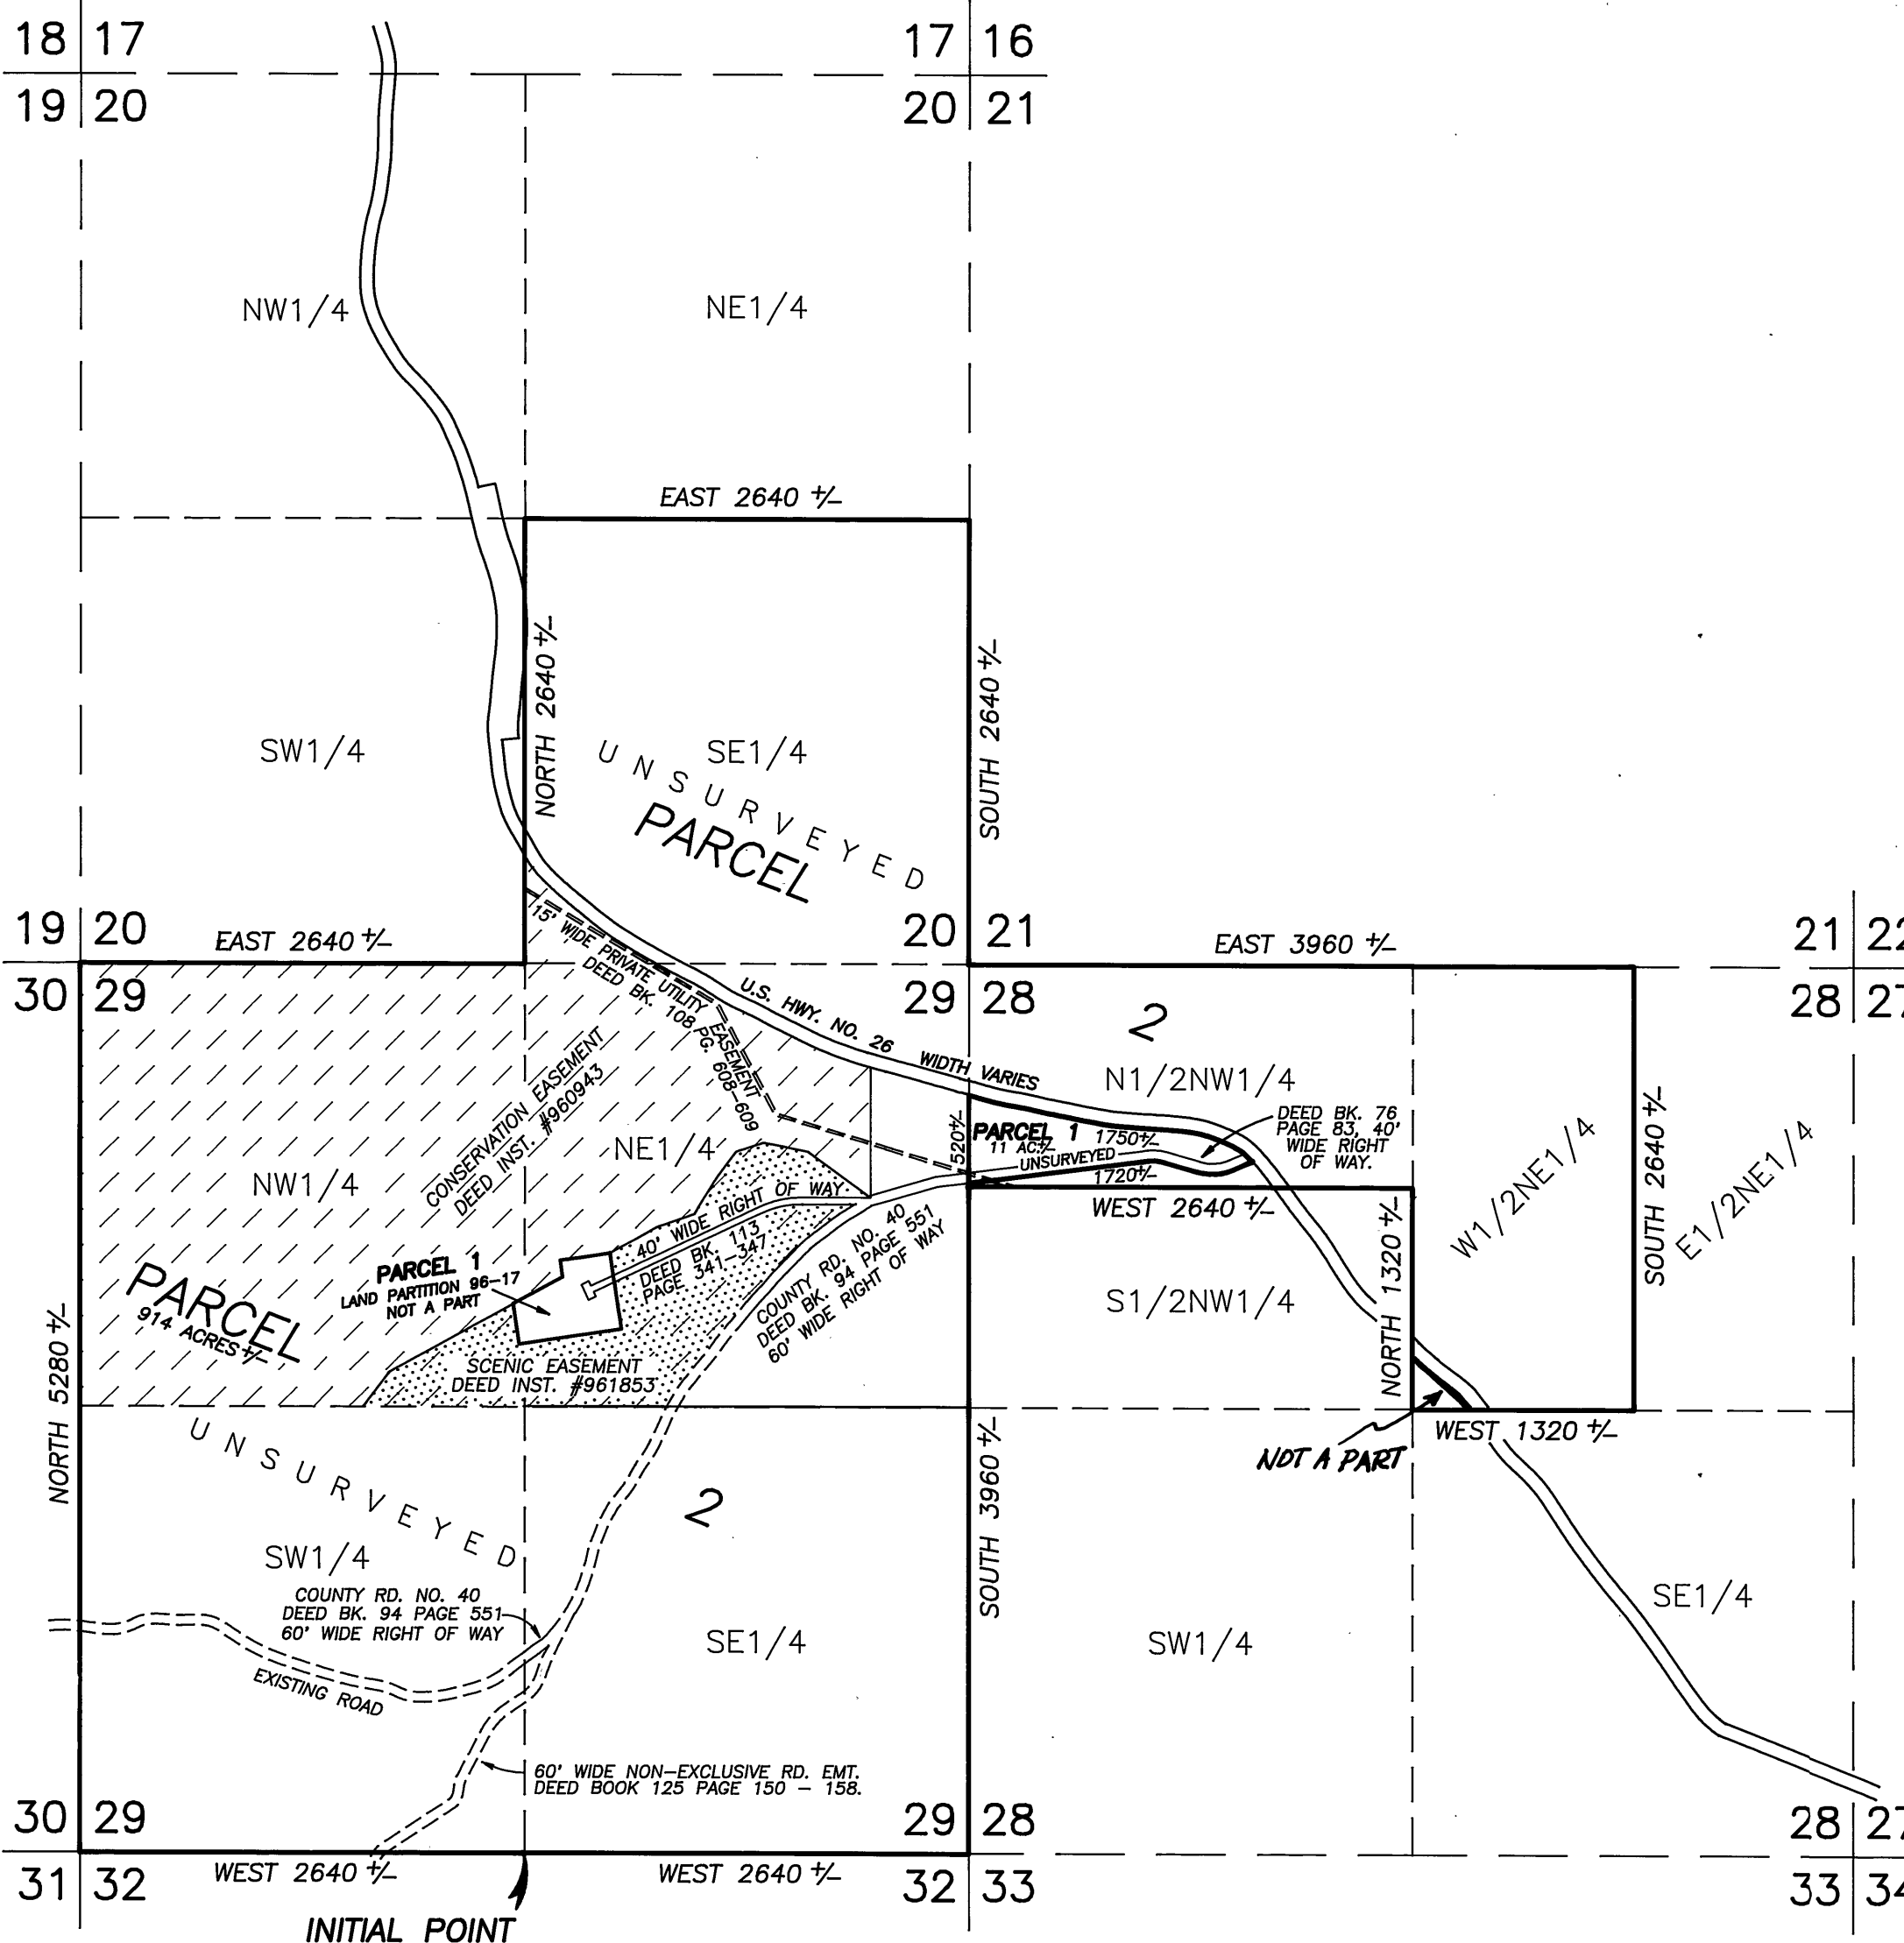 18 17
17 16
19 20
20 21
NW1/4
NE1/4
EAST 2640 +/-
NORTH 2640 +/-
SOUTH 2640 +/-
SW1/4
SE1/4
UNSURVEYED
PARCEL
19 20
EAST 2640 +/-
20 21
EAST 3960 +/-
21 22
30 29
29 28
28 27
15' WIDE PRIVATE UTILITY EASEMENT
DEED BK. 108 PG. 608-609
U.S. HWY. NO. 26 WIDTH VARIES
2
N1/2NW1/4
CONSERVATION EASEMENT
DEED INST. #960943
NE1/4
NW1/4
520+/-
PARCEL 1
11 AC+/-
1750+/-
UNSURVEYED
1720+/-
DEED BK. 76
PAGE 83, 40'
WIDE RIGHT
OF WAY.
WEST 2640 +/-
W1/2NE1/4
SOUTH 2640 +/-
E1/2NE1/4
40' WIDE RIGHT OF WAY
DEED BK. 113
PAGE 341-347
COUNTY RD. NO. 40
DEED BK. 94 PAGE 551
60' WIDE RIGHT OF WAY
PARCEL 1
LAND PARTITION 96-17
NOT A PART
S1/2NW1/4
NORTH 1320 +/-
PARCEL
914 ACRES+/-
SCENIC EASEMENT
DEED INST. #961853
NORTH 5280 +/-
WEST 1320 +/-
NOT A PART
UNSURVEYED
2
SOUTH 3960 +/-
SW1/4
COUNTY RD. NO. 40
DEED BK. 94 PAGE 551
60' WIDE RIGHT OF WAY
EXISTING ROAD
SE1/4
SW1/4
SE1/4
60' WIDE NON-EXCLUSIVE RD. EMT.
DEED BOOK 125 PAGE 150 - 158.
30 29
29 28
28 27
31 32
WEST 2640 +/-
WEST 2640 +/-
32 33
33 34
INITIAL POINT